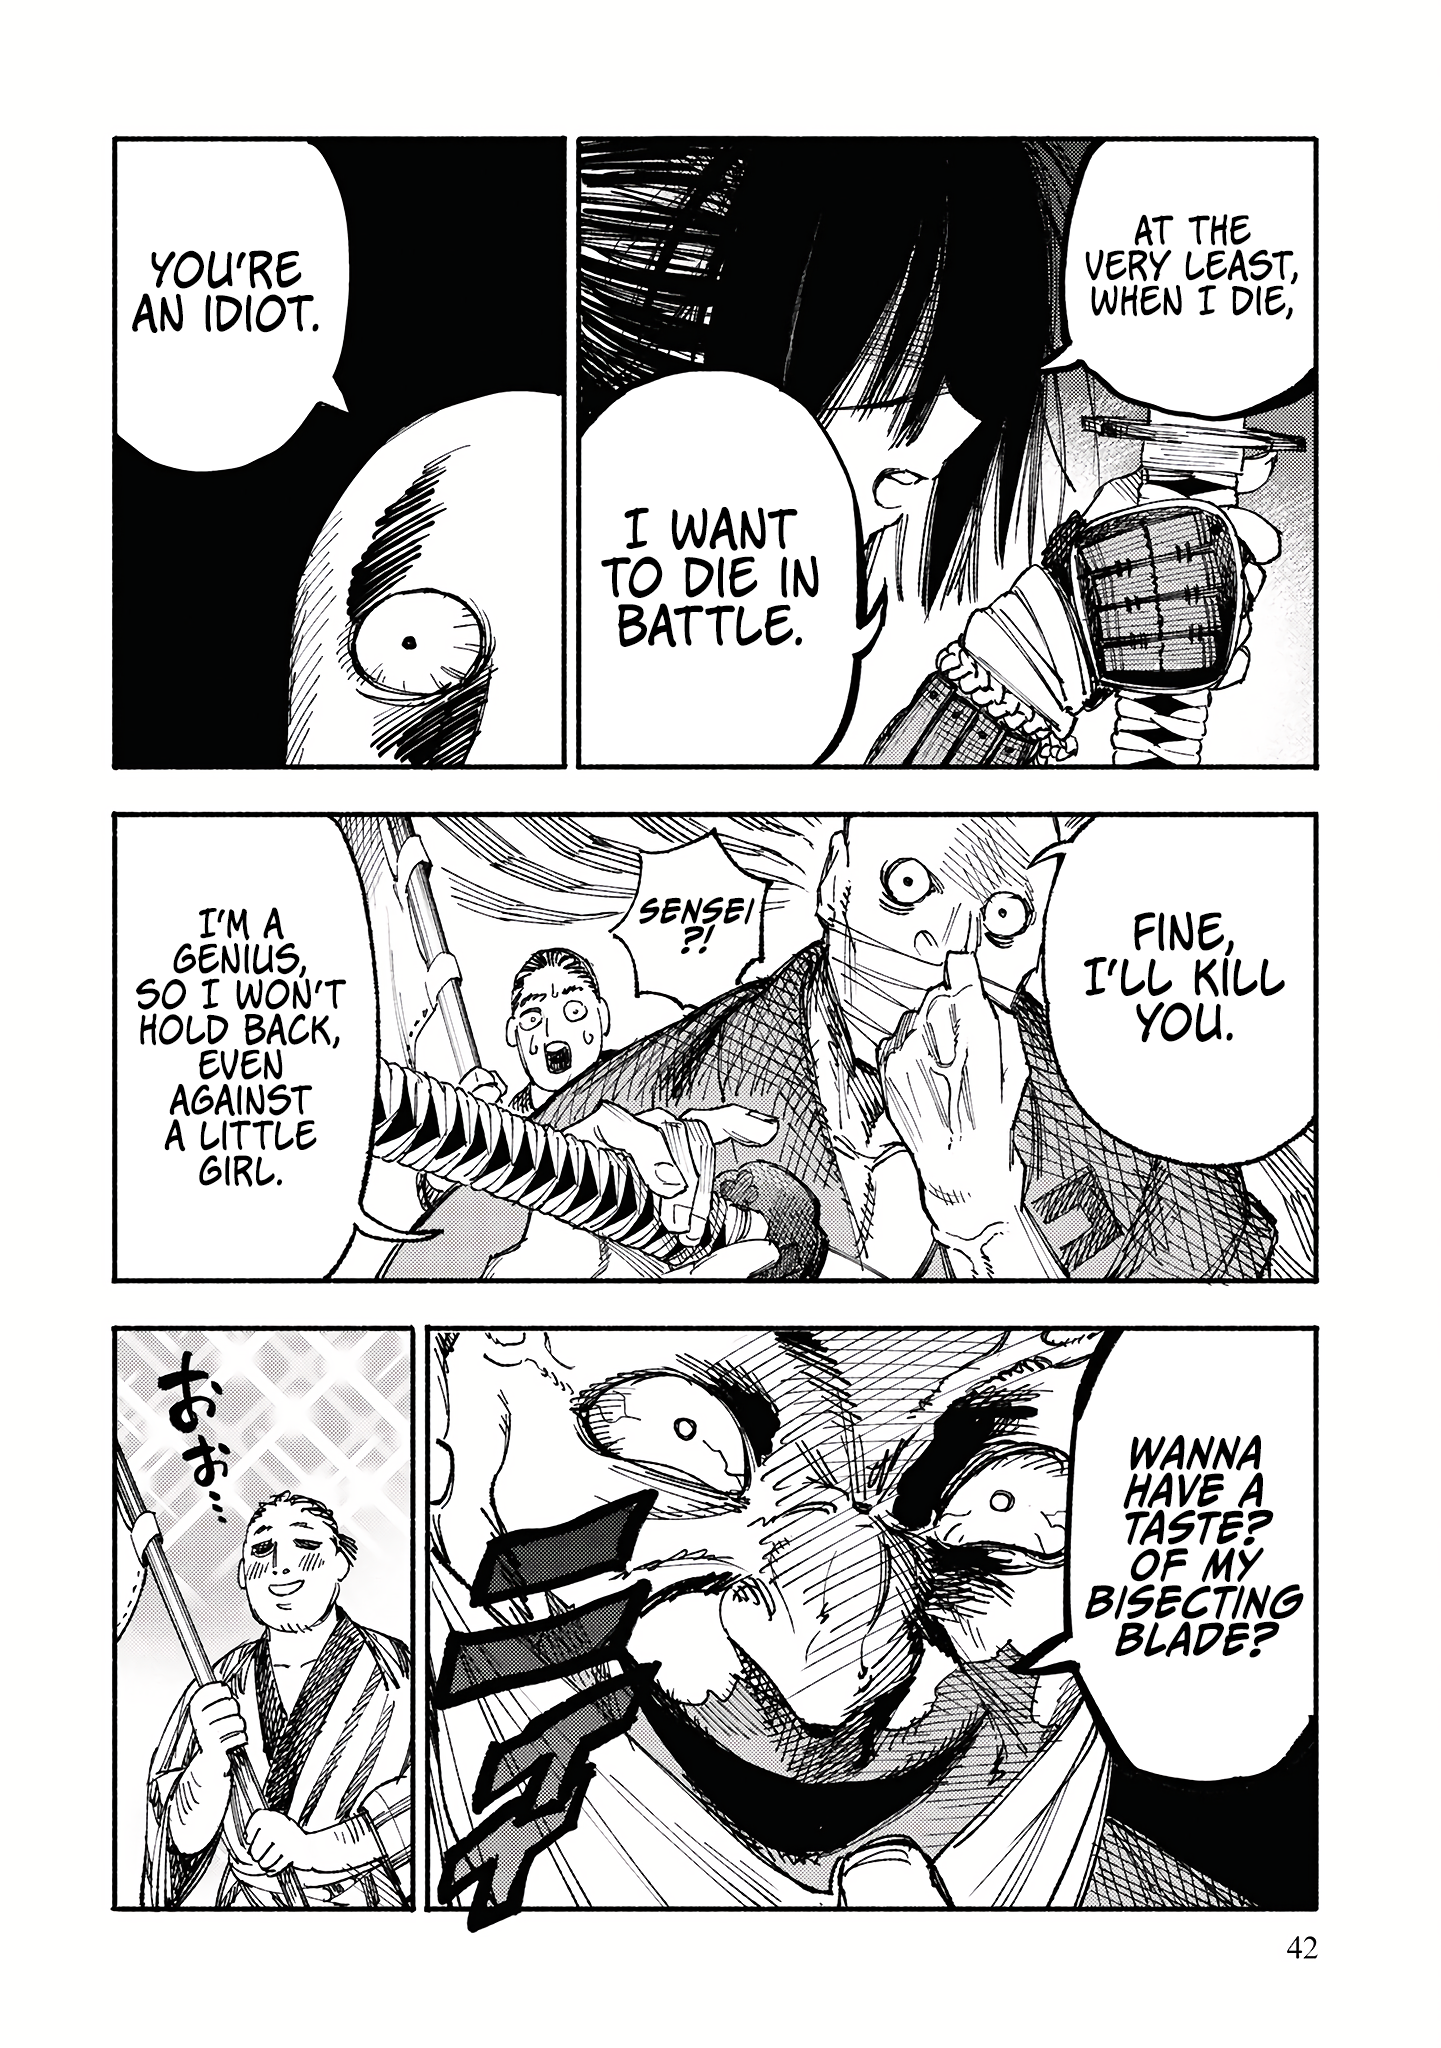 AT THE
VERY LEAST,
WHEN I DIE,
I WANT
TO DIE IN
BATTLE.
YOU'RE
AN IDIOT.
FINE,
I'LL KILL
YOU.
SENSEI
?!
I'M A
GENIUS,
SO I WON'T
HOLD BACK,
EVEN
AGAINST
A LITTLE
GIRL.
WANNA
HAVE A
TASTE?
OF MY
BISECTING
BLADE?
おぉ…
42